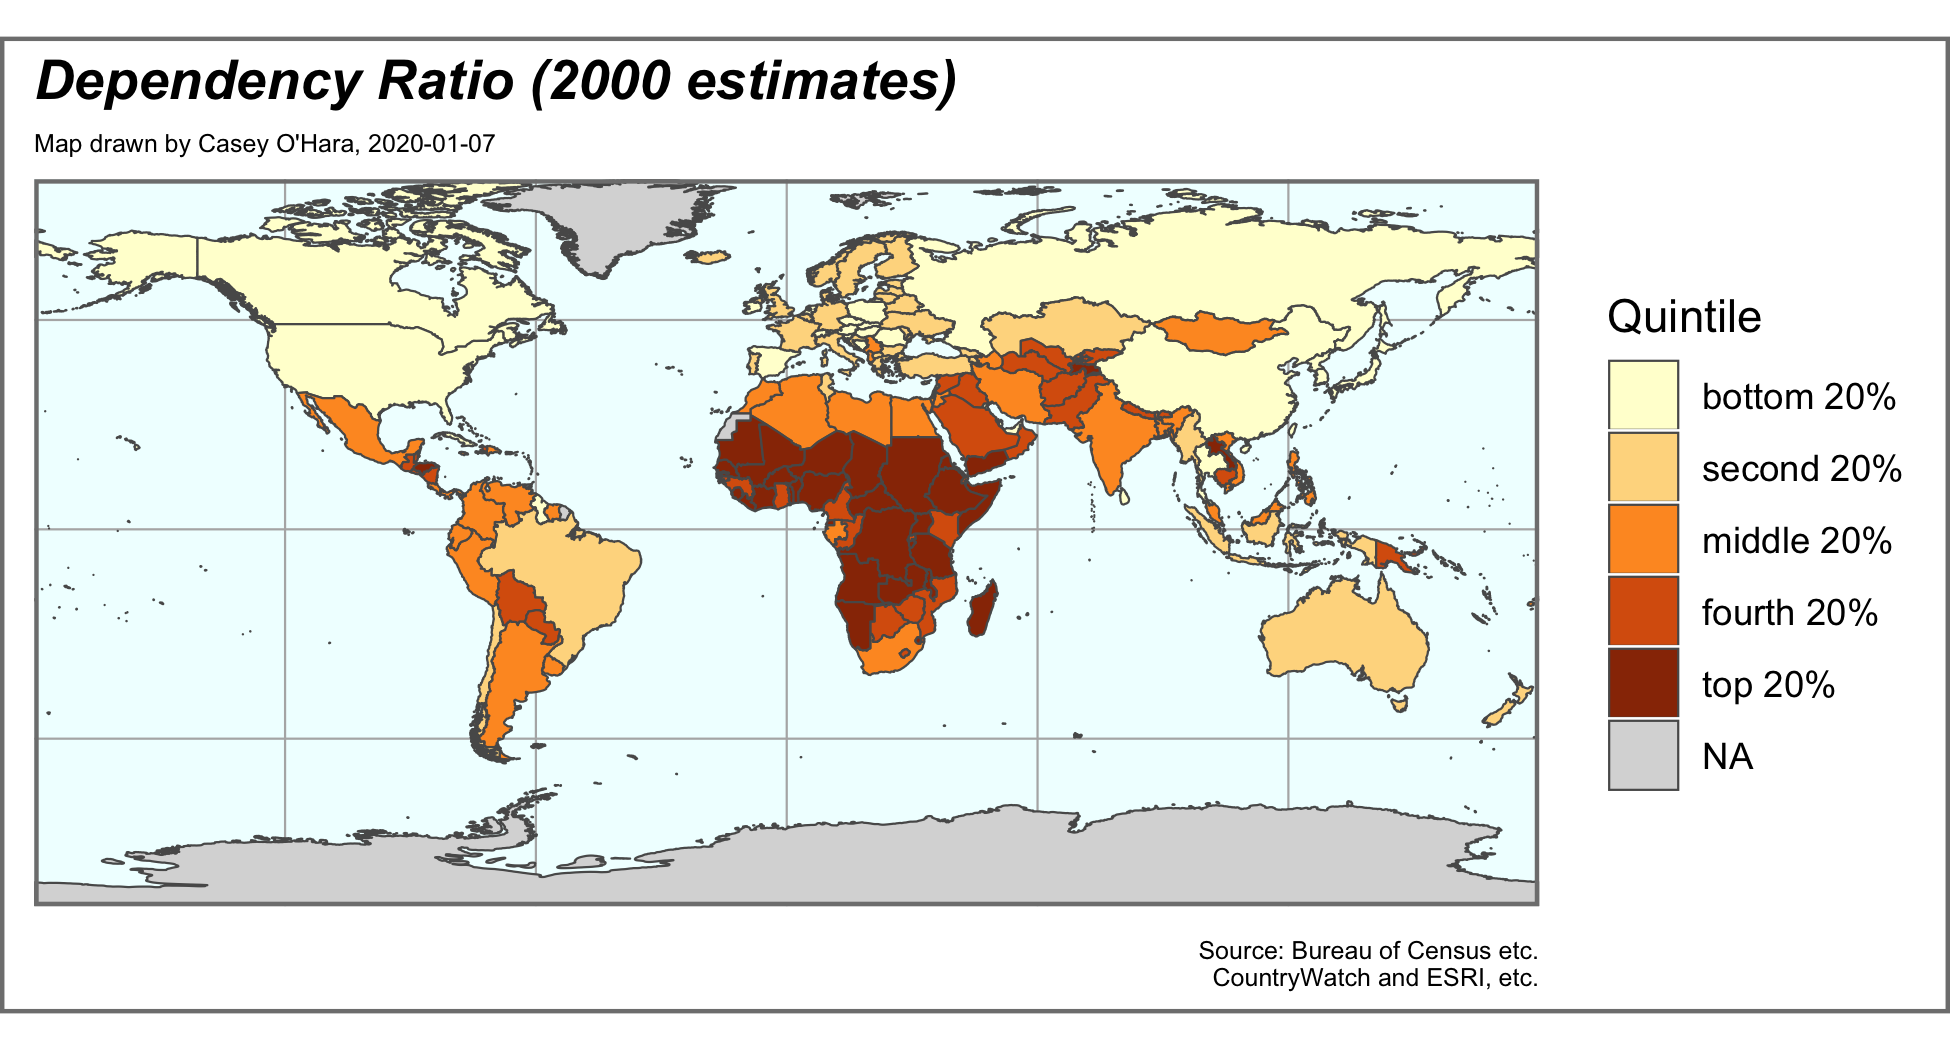 Dependency Ratio (2000 estimates)
Map drawn by Casey O'Hara, 2020-01-07
Quintile
bottom 20%
second 20%
middle 20%
fourth 20%
top 20%
NA
Source: Bureau of Census etc.
CountryWatch and ESRI, etc.